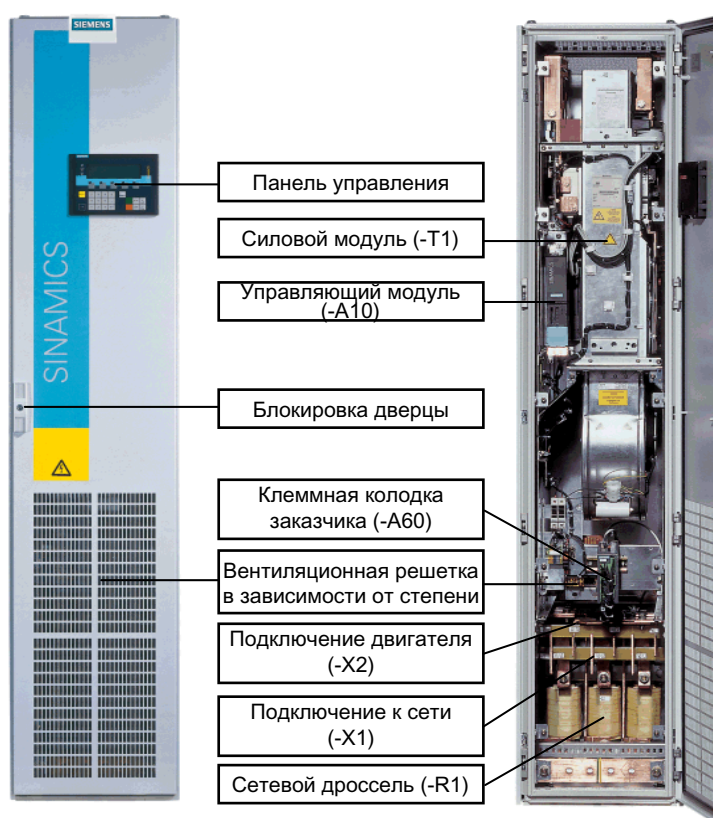 SIEMENS
SINAMICS
Панель управления
Силовой модуль (-T1)
Управляющий модуль
(-A10)
Блокировка дверцы
Клеммная колодка
заказчика (-A60)
Вентиляционная решетка
в зависимости от степени
Подключение двигателя
(-X2)
Подключение к сети
(-X1)
Сетевой дроссель (-R1)